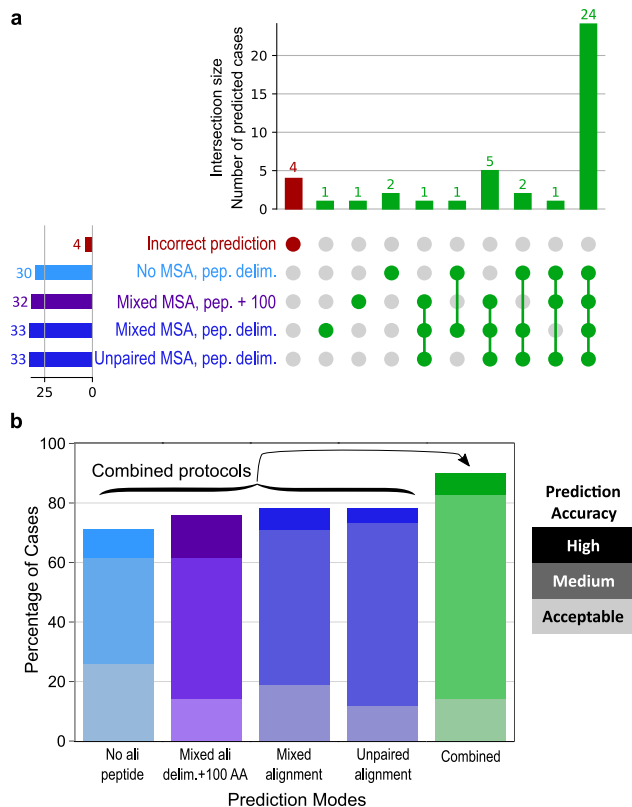 a
Intersectioon size
Number of predicted cases
20
15
10
5
0
4
1
1
2
1
1
5
2
1
24
4
Incorrect prediction
30
No MSA, pep. delim.
32
Mixed MSA, pep. + 100
33
Mixed MSA, pep. delim.
33
Unpaired MSA, pep. delim.
25
0
b
Percentage of Cases
100
80
60
40
20
0
Combined protocols
Prediction
Accuracy
High
Medium
Acceptable
No ali
peptide
Mixed ali
delim.+100 AA
Mixed
alignment
Unpaired
alignment
Combined
Prediction Modes